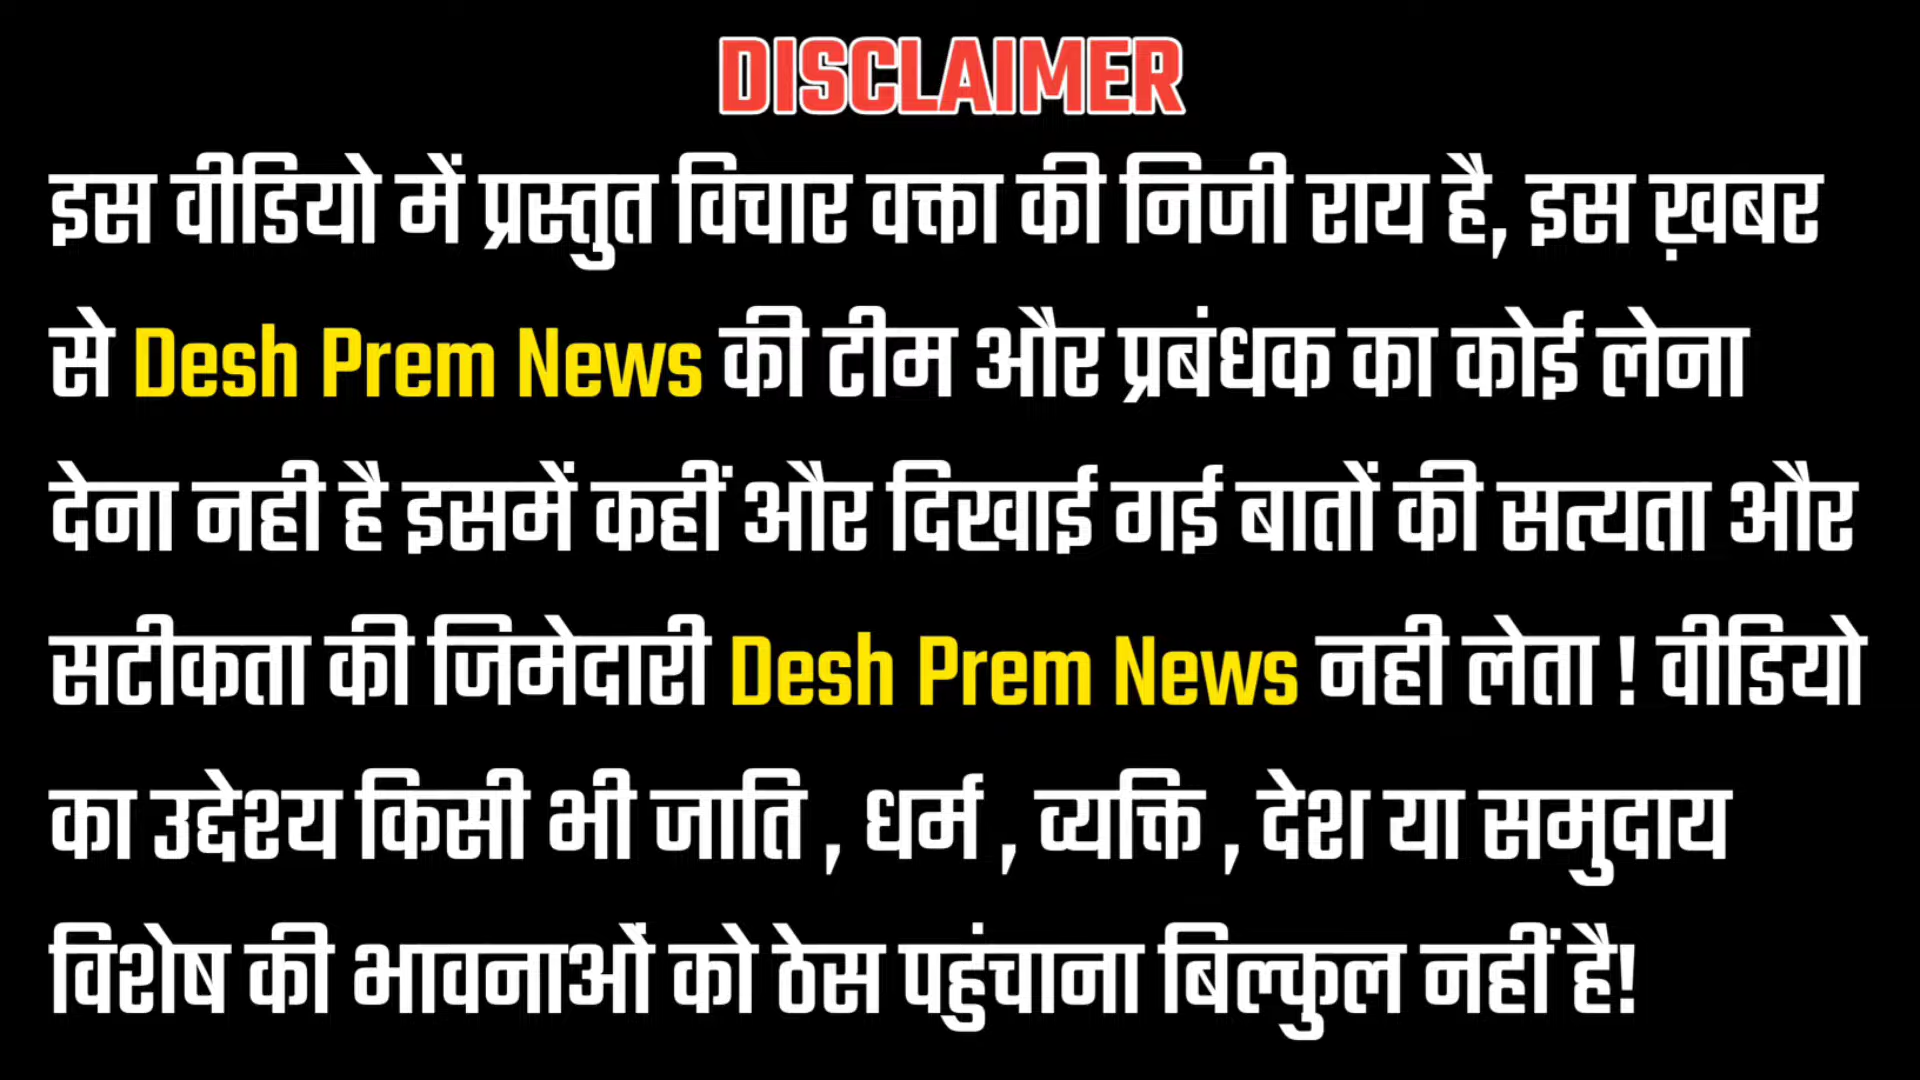 DISCLAIMER
इस वीडियो में प्रस्तुत विचार वक्ता की निजी राय है, इस ख़बर
से Desh Prem News की टीम और प्रबंधक का कोई लेना
देना नही है इसमें कहीं और दिखाई गई बातों की सत्यता और
सटीकता की जिमेदारी Desh Prem News नही लेता ! वीडियो
का उद्देश्य किसी भी जाति , धर्म , व्यक्ति , देश या समुदाय
विशेष की भावनाओं को ठेस पहुंचाना बिल्कुल नहीं है!